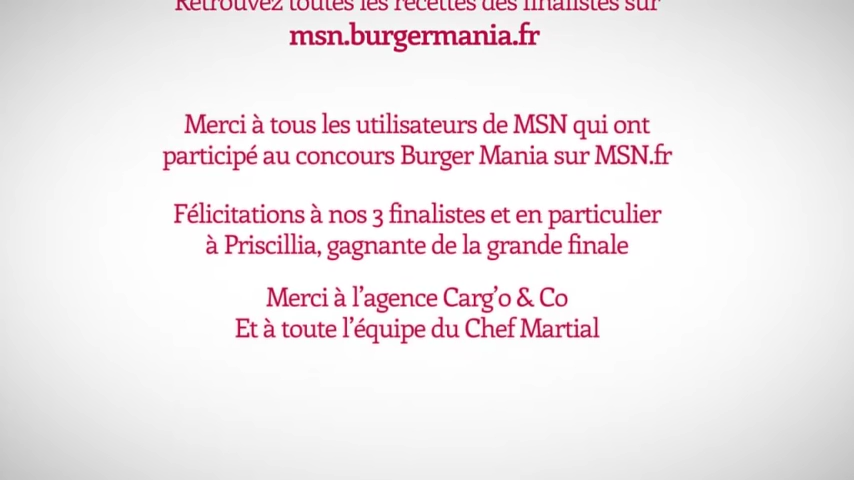 Retrouvez toutes les recettes des finalistes sur
msn.burgermania.fr
Merci à tous les utilisateurs de MSN qui ont
participé au concours Burger Mania sur MSN.fr
Félicitations à nos 3 finalistes et en particulier
à Priscillia, gagnante de la grande finale
Merci à l'agence Carg'o & Co
Et à toute l'équipe du Chef Martial